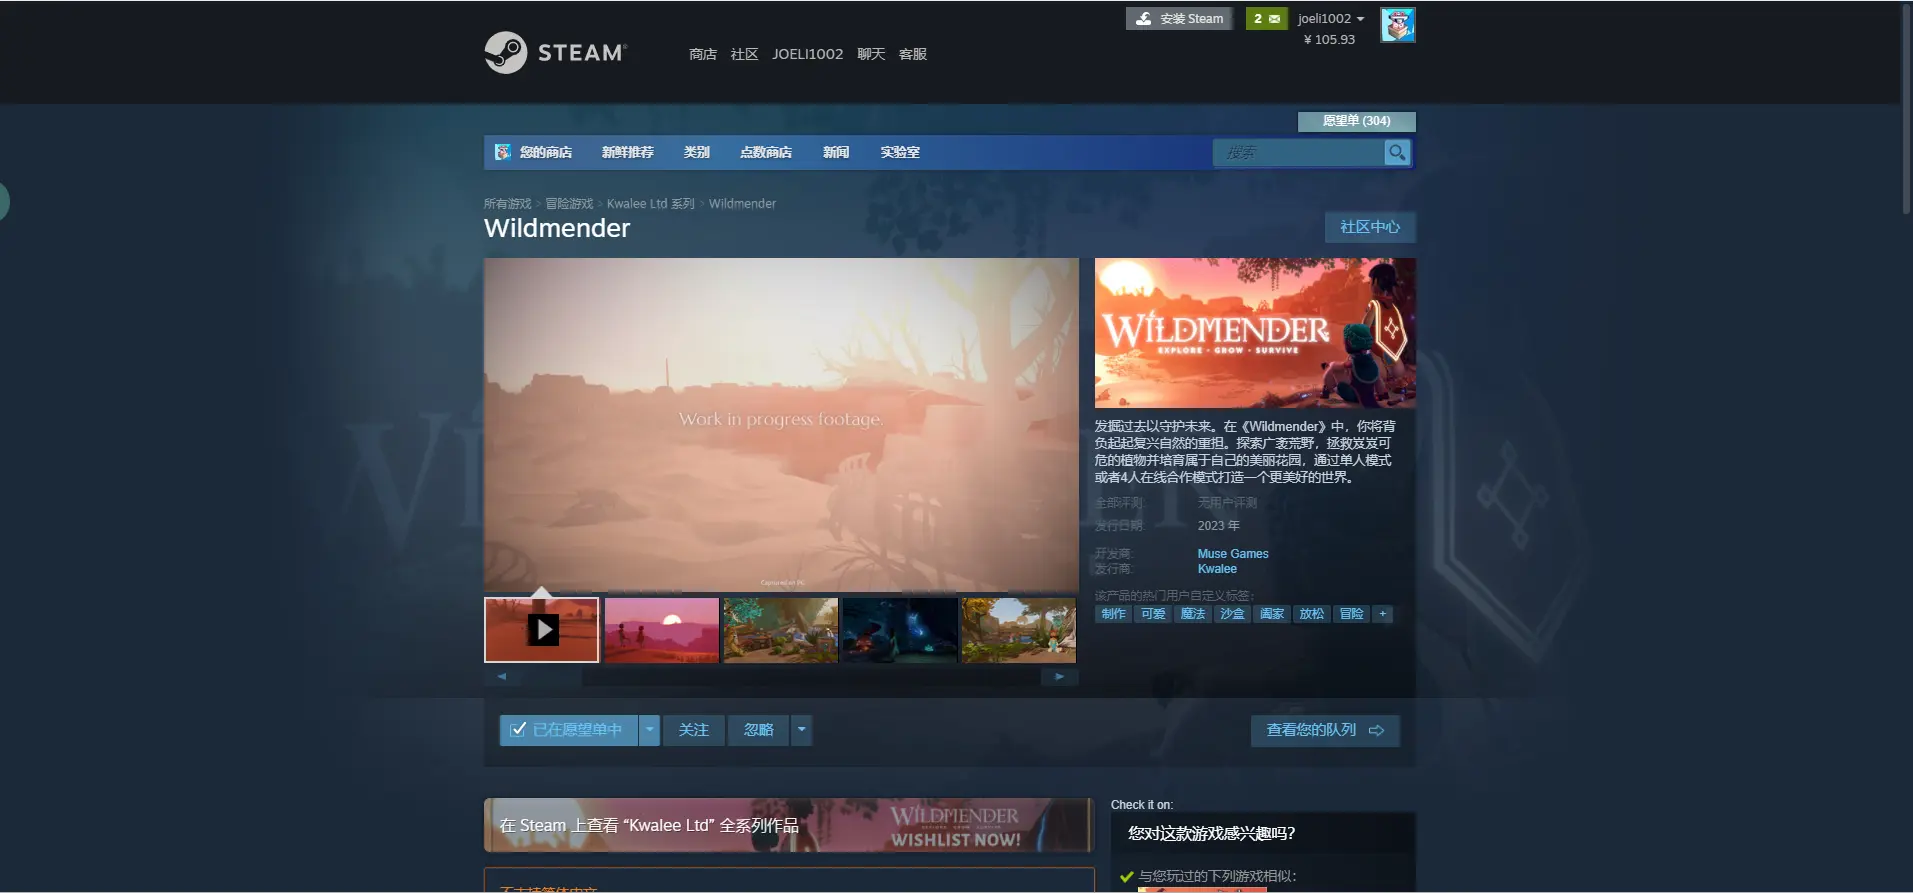 安装 Steam
2
joeli1002
¥ 105.93
STEAM®
商店 社区 JOELI1002 聊天 客服
愿望单 (304)
您的商店 新鲜推荐 类别 点数商店 新闻 实验室
搜索
所有游戏 > 冒险游戏 > Kwalee Ltd 系列 > Wildmender
Wildmender
社区中心
Work in progress footage.
Captured on PC
WILDMENDER
EXPLORE · GROW · SURVIVE
发掘过去以守护未来。在《Wildmender》中，你将背
负起起复兴自然的重担。探索广袤荒野，拯救岌岌可
危的植物并培育属于自己的美丽花园，通过单人模式
或者4人在线合作模式打造一个更美好的世界。
全部评测: 无用户评测
发行日期: 2023 年
开发商: Muse Games
发行商: Kwalee
该产品的热门用户自定义标签:
制作 可爱 魔法 沙盒 阖家 放松 冒险 +
已在愿望单中 关注 忽略
查看您的队列
在 Steam 上查看 “Kwalee Ltd” 全系列作品
WILDMENDER
WISHLIST NOW!
Check it on:
您对这款游戏感兴趣吗?
与您玩过的下列游戏相似:
不支持简体中文